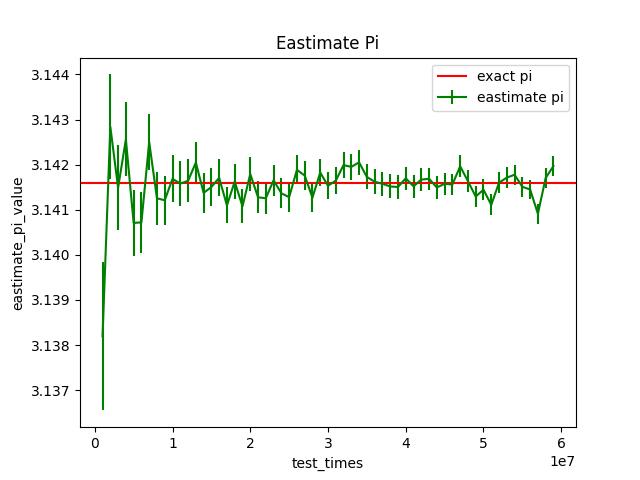 Eastimate Pi
exact pi
eastimate pi
eastimate_pi_value
3.144
3.143
3.142
3.141
3.140
3.139
3.138
3.137
0 1 2 3 4 5 6
1e7
test_times